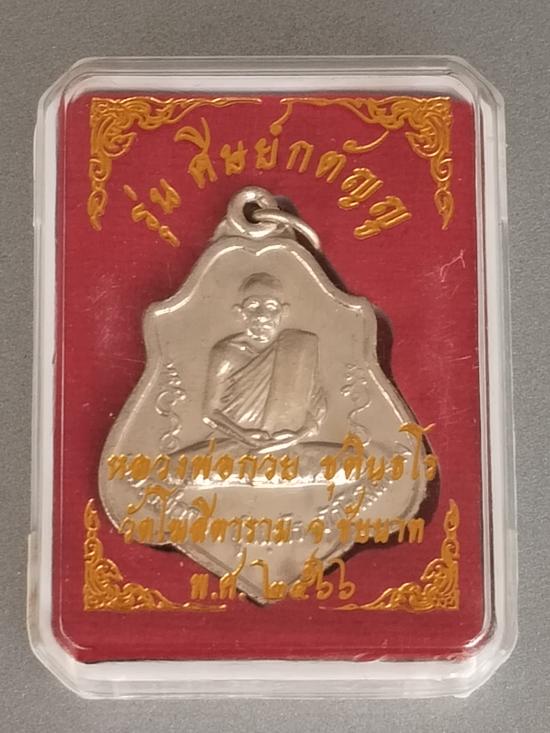 รุ่น ศิษย์กตัญญู
หลวงพ่อกวย ชุตินฺธโร
วัดโฆสิตาราม จ.ชัยนาท
พ.ศ.๒๕๖๖